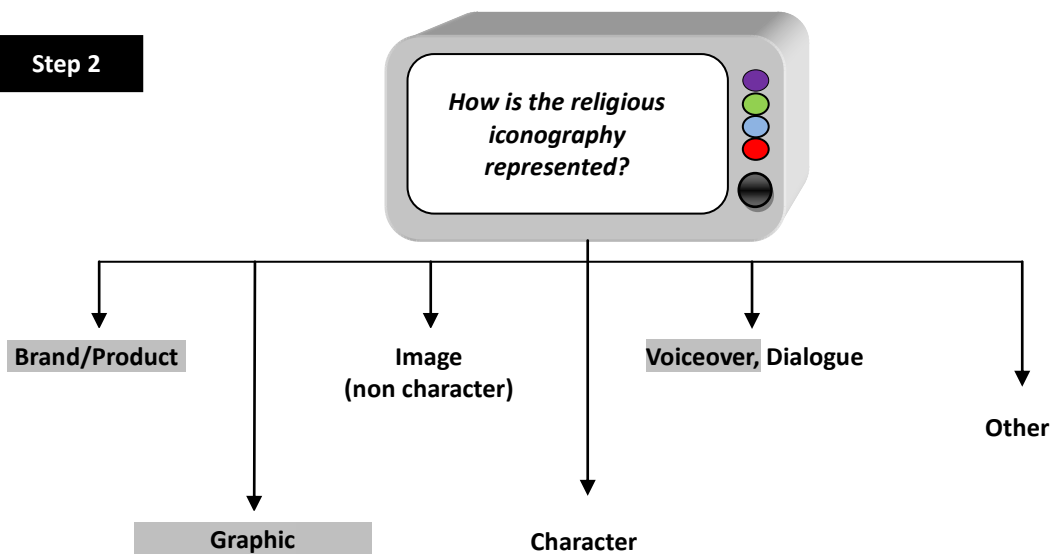 Step 2
How is the religious
iconography
represented?
Brand/Product
Image
(non character)
Voiceover, Dialogue
Other
Graphic
Character